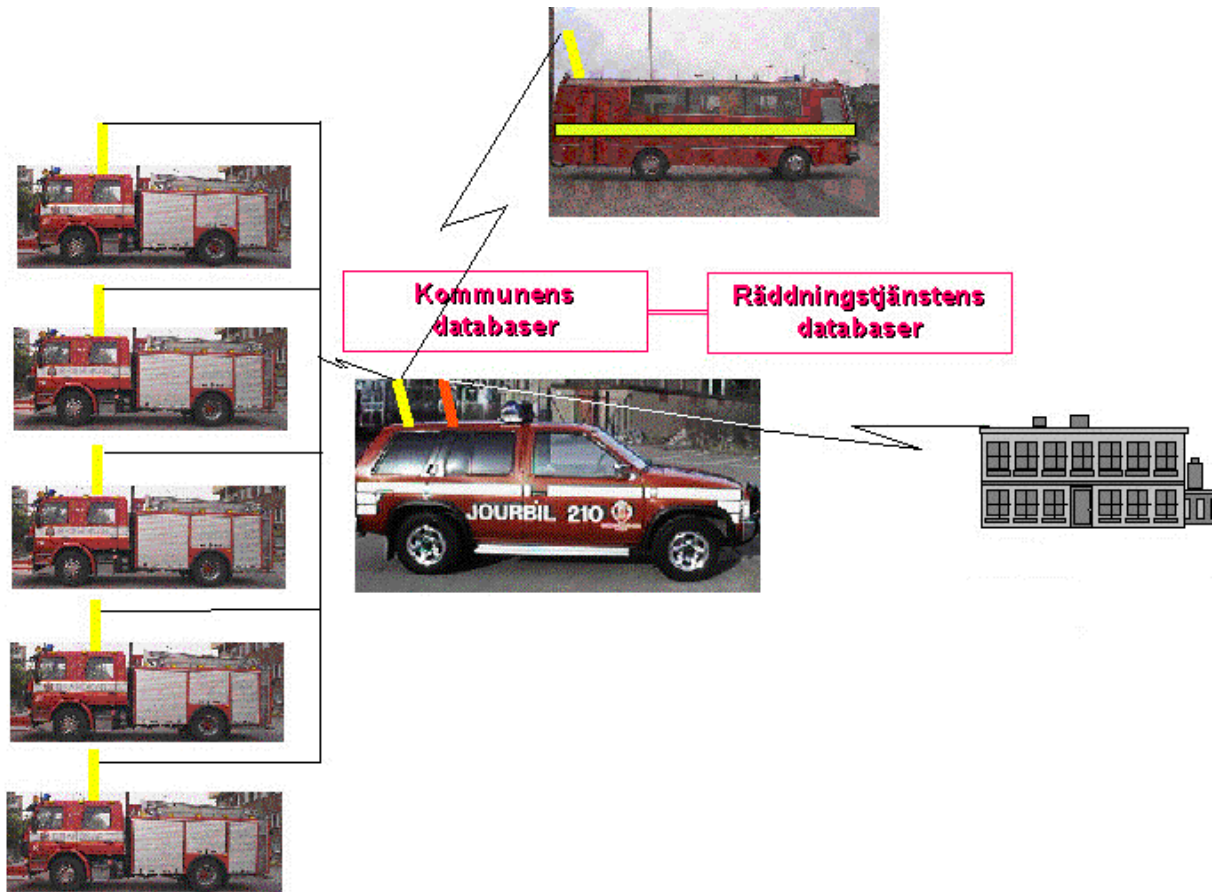 Kommunens
databaser
Räddningstjänstens
databaser
JOURBIL 210